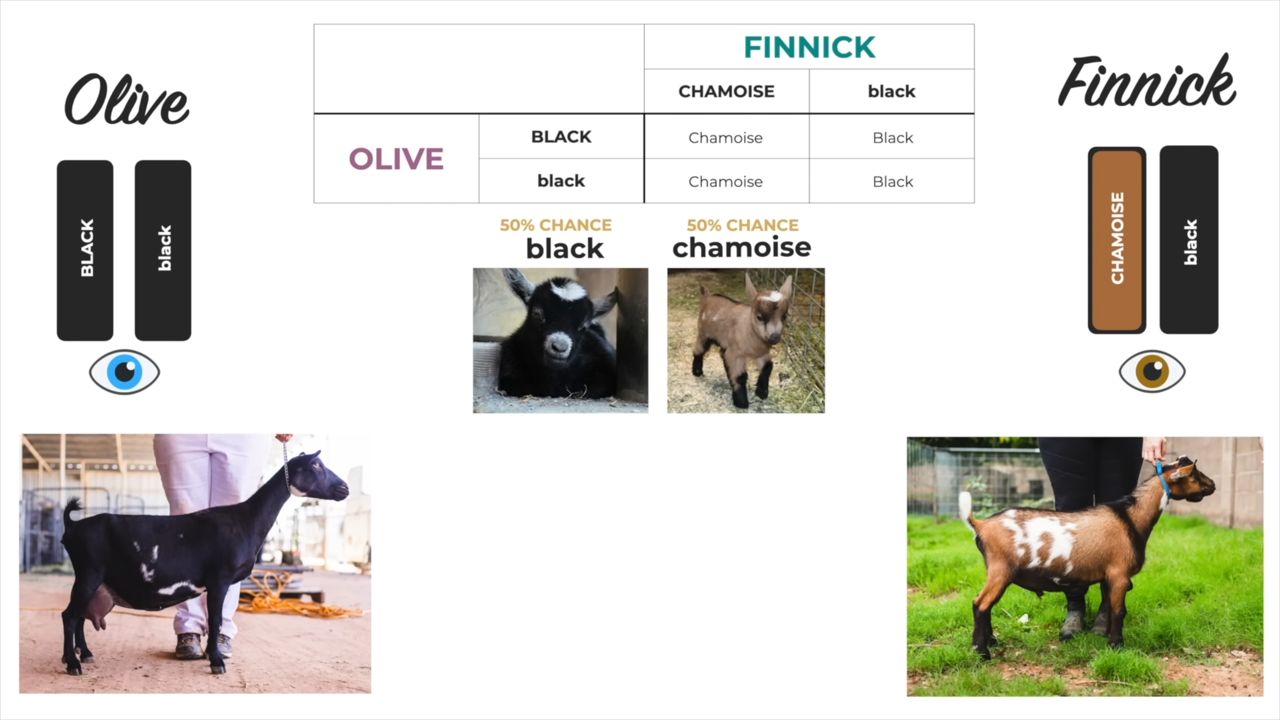 Olive
BLACK
black
FINNICK
CHAMOISE black
OLIVE
BLACK Chamoise Black
black Chamoise Black
50% CHANCE
black
50% CHANCE
chamoise
Finnick
CHAMOISE
black